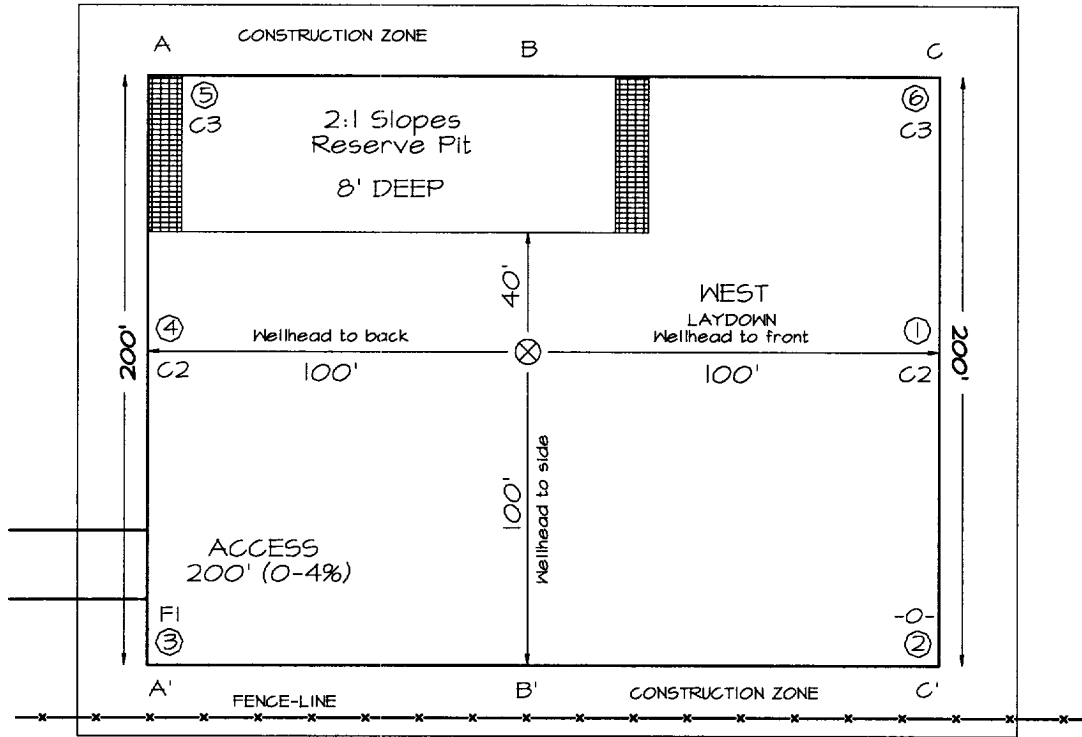 A
CONSTRUCTION ZONE
B
C
5
C3
2:1 Slopes
Reserve Pit
8' DEEP
6
C3
200'
4
C2
Wellhead to back
100'
40'
WEST
LAYDOWN
Wellhead to front
100'
1
C2
200'
100'
Wellhead to side
ACCESS
200' (0-4%)
F1
3
-0-
2
A'
FENCE-LINE
B'
CONSTRUCTION ZONE
C'